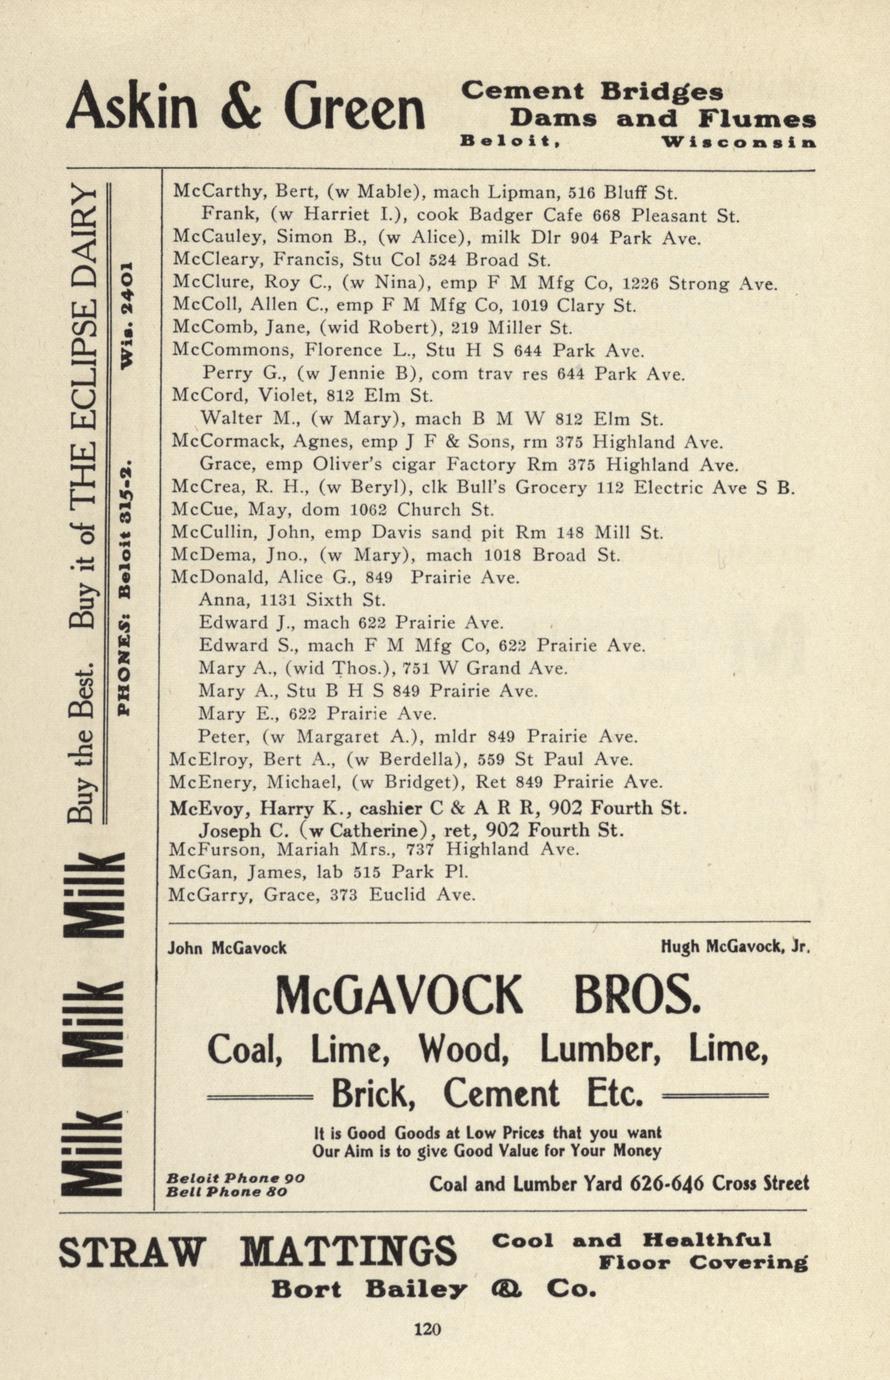 Askin & Green
Cement Bridges
Dams and Flumes
Beloit, Wisconsin
Milk Milk Milk Buy the Best. Buy it of THE ECLIPSE DAIRY
PHONES: Beloit 315-2. Wis. 2401
McCarthy, Bert, (w Mable), mach Lipman, 516 Bluff St.
Frank, (w Harriet I.), cook Badger Cafe 668 Pleasant St.
McCauley, Simon B., (w Alice), milk Dlr 904 Park Ave.
McCleary, Francis, Stu Col 524 Broad St.
McClure, Roy C., (w Nina), emp F M Mfg Co, 1226 Strong Ave.
McColl, Allen C., emp F M Mfg Co, 1019 Clary St.
McComb, Jane, (wid Robert), 219 Miller St.
McCommons, Florence L., Stu H S 644 Park Ave.
Perry G., (w Jennie B), com trav res 644 Park Ave.
McCord, Violet, 812 Elm St.
Walter M., (w Mary), mach B M W 812 Elm St.
McCormack, Agnes, emp J F & Sons, rm 375 Highland Ave.
Grace, emp Oliver's cigar Factory Rm 375 Highland Ave.
McCrea, R. H., (w Beryl), clk Bull's Grocery 112 Electric Ave S B.
McCue, May, dom 1062 Church St.
McCullin, John, emp Davis sand pit Rm 148 Mill St.
McDema, Jno., (w Mary), mach 1018 Broad St.
McDonald, Alice G., 849 Prairie Ave.
Anna, 1131 Sixth St.
Edward J., mach 622 Prairie Ave.
Edward S., mach F M Mfg Co, 622 Prairie Ave.
Mary A., (wid Thos.), 751 W Grand Ave.
Mary A., Stu B H S 849 Prairie Ave.
Mary E., 622 Prairie Ave.
Peter, (w Margaret A.), mldr 849 Prairie Ave.
McElroy, Bert A., (w Berdella), 559 St Paul Ave.
McEnery, Michael, (w Bridget), Ret 849 Prairie Ave.
McEvoy, Harry K., cashier C & A R R, 902 Fourth St.
Joseph C. (w Catherine), ret, 902 Fourth St.
McFurson, Mariah Mrs., 737 Highland Ave.
McGan, James, lab 515 Park Pl.
McGarry, Grace, 373 Euclid Ave.
John McGavock Hugh McGavock, Jr.
McGAVOCK BROS.
Coal, Lime, Wood, Lumber, Lime,
Brick, Cement Etc.
It is Good Goods at Low Prices that you want
Our Aim is to give Good Value for Your Money
Beloit Phone 90
Bell Phone 80
Coal and Lumber Yard 626-646 Cross Street
STRAW MATTINGS
Cool and Healthful
Floor Covering
Bort Bailey & Co.
120